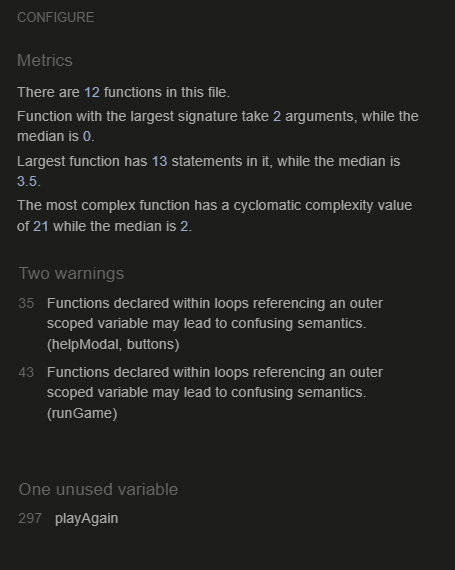 CONFIGURE
Metrics
There are 12 functions in this file.
Function with the largest signature take 2 arguments, while the
median is 0.
Largest function has 13 statements in it, while the median is
3.5.
The most complex function has a cyclomatic complexity value
of 21 while the median is 2.
Two warnings
35 Functions declared within loops referencing an outer
scoped variable may lead to confusing semantics.
(helpModal, buttons)
43 Functions declared within loops referencing an outer
scoped variable may lead to confusing semantics.
(runGame)
One unused variable
297 playAgain